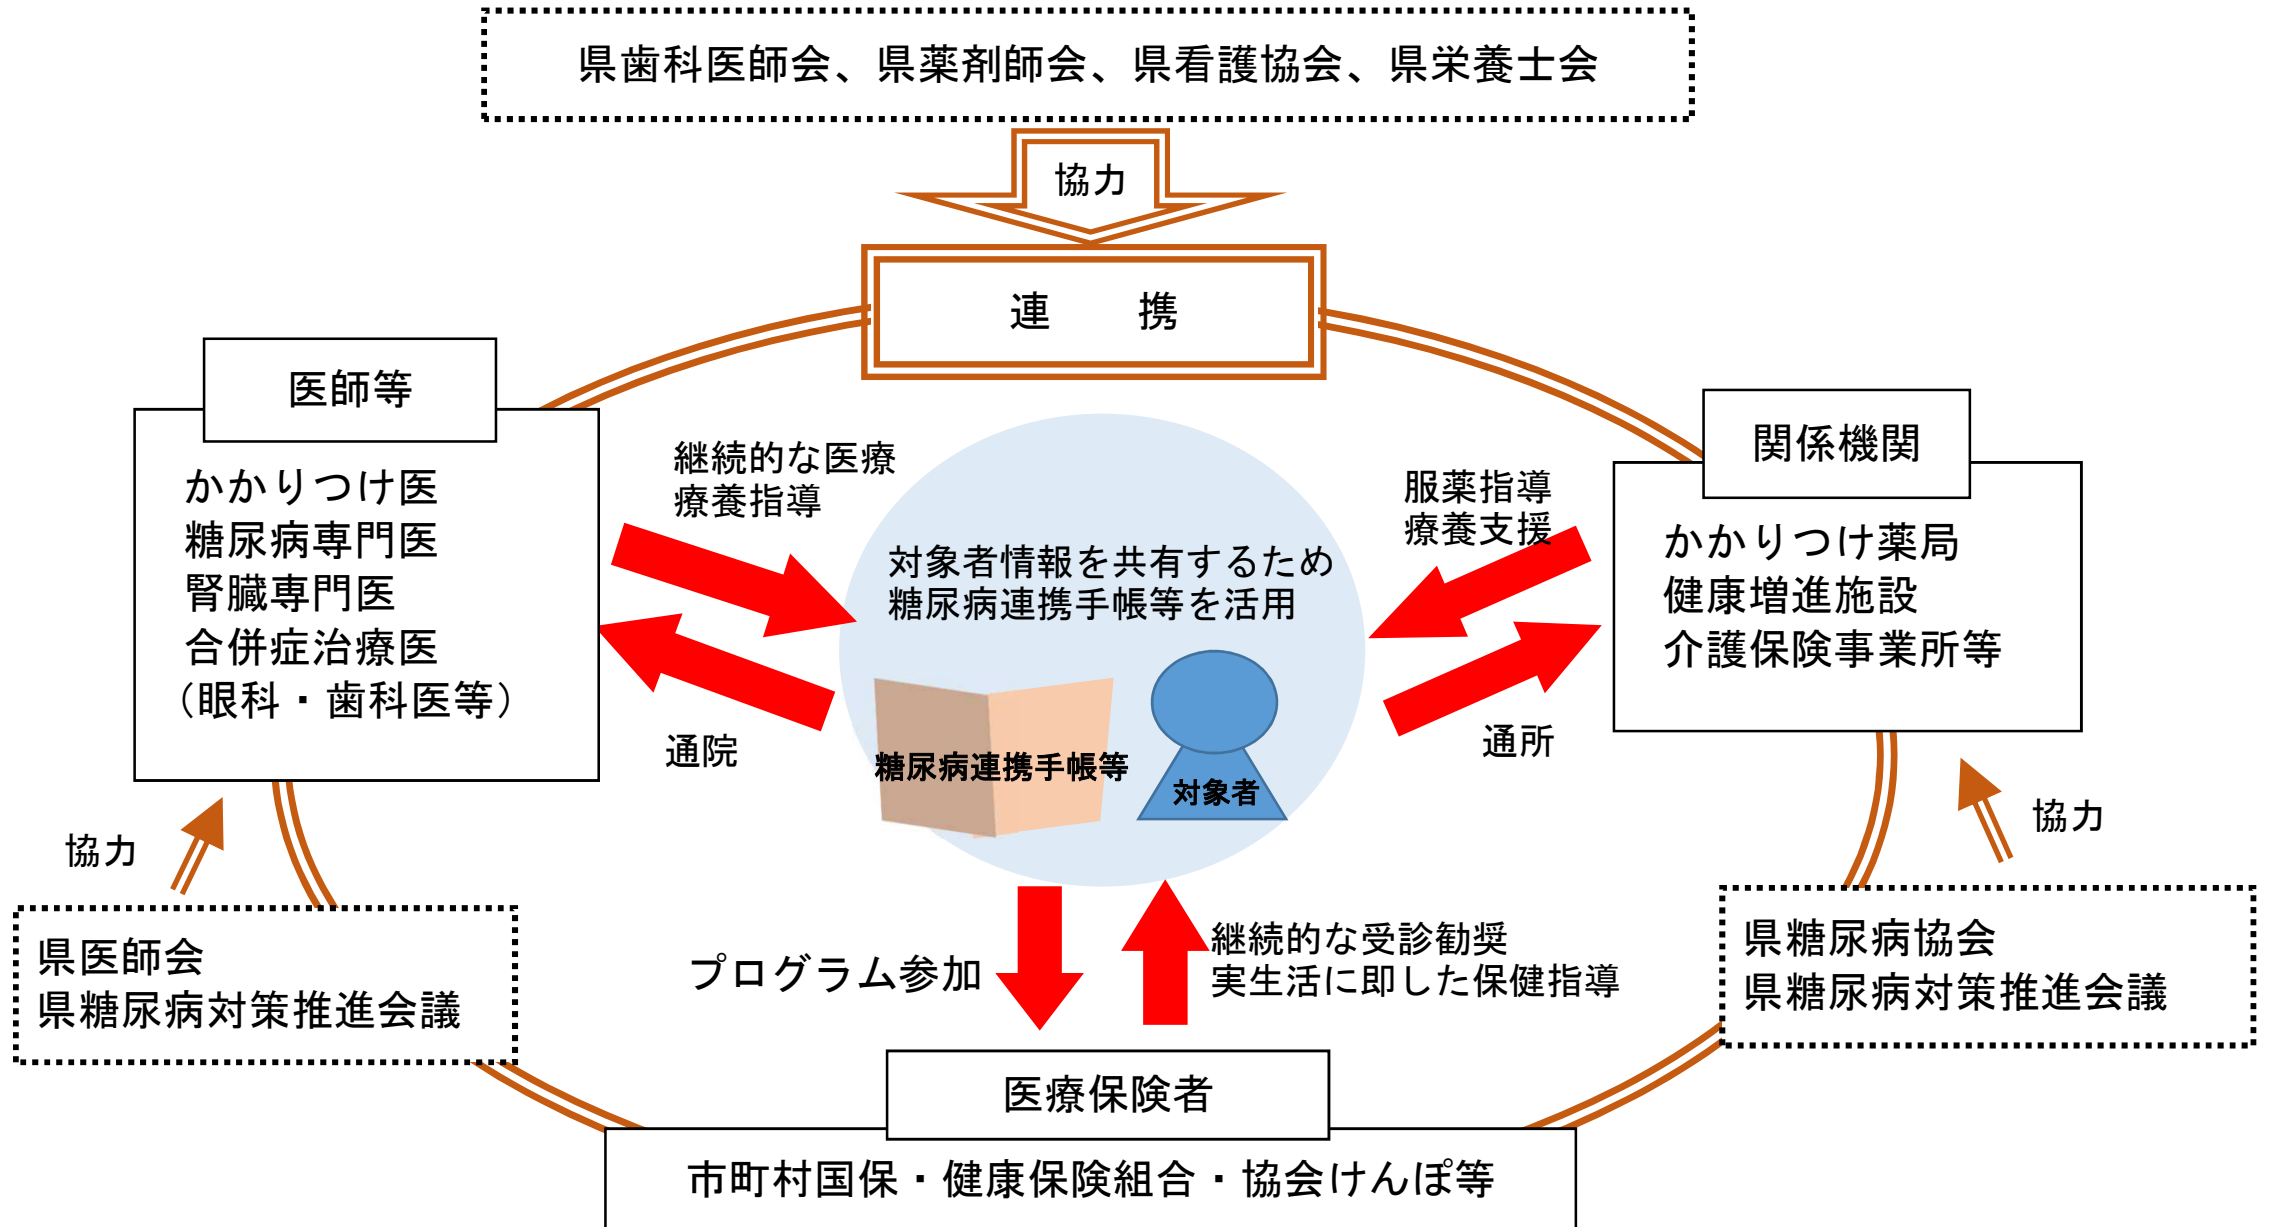 県歯科医師会、県薬剤師会、県看護協会、県栄養士会
協力
連　携
医師等
かかりつけ医
糖尿病専門医
腎臓専門医
合併症治療医
（眼科・歯科医等）
継続的な医療
療養指導
通院
対象者情報を共有するため
糖尿病連携手帳等を活用
糖尿病連携手帳等
対象者
服薬指導
療養支援
通所
関係機関
かかりつけ薬局
健康増進施設
介護保険事業所等
協力
県医師会
県糖尿病対策推進会議
プログラム参加
継続的な受診勧奨
実生活に即した保健指導
協力
県糖尿病協会
県糖尿病対策推進会議
医療保険者
市町村国保・健康保険組合・協会けんぽ等